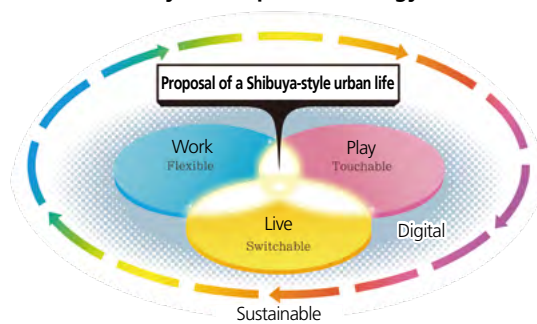 Proposal of a Shibuya-style urban life
Work
Flexible
Play
Touchable
Live
Switchable
Digital
Sustainable